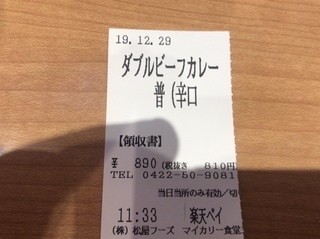 19.12.29
ダブルビーフカレー
普 (辛口
【領収書】
¥ 890 (税抜き 810円
TEL 0422-50-9081
当日当所のみ有効/切
11:33 楽天ペイ
(株) 松屋フーズ マイカリー食堂